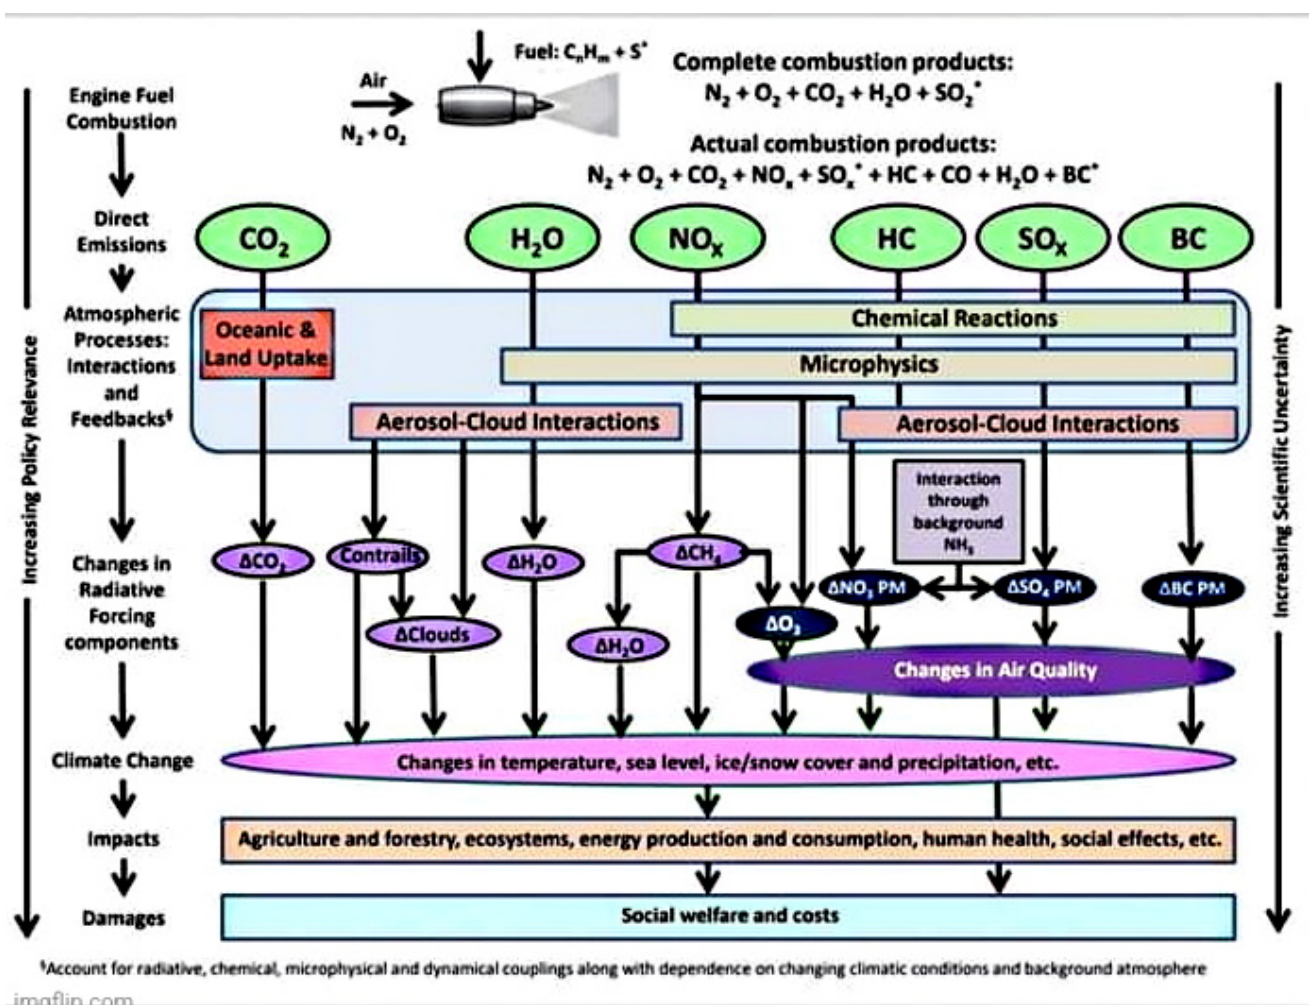 Fuel: CₙHₘ + S*
Complete combustion products:
N₂ + O₂ + CO₂ + H₂O + SO₂*
Air
N₂ + O₂
Actual combustion products:
N₂ + O₂ + CO₂ + NOₓ + SOₓ* + HC + CO + H₂O + BC*
Engine Fuel
Combustion
Direct
Emissions
CO₂
H₂O
NOₓ
HC
SOₓ
BC
Atmospheric
Processes:
Interactions
and
Feedbacks§
Oceanic &
Land Uptake
Chemical Reactions
Microphysics
Aerosol-Cloud Interactions
Aerosol-Cloud Interactions
Interaction
through
background
NH₃
Changes in
Radiative
Forcing
components
ΔCO₂
Contrails
ΔClouds
ΔH₂O
ΔCH₄
ΔH₂O
ΔO₃
ΔNO₃ PM
ΔSO₄ PM
ΔBC PM
Changes in Air Quality
Climate Change
Changes in temperature, sea level, ice/snow cover and precipitation, etc.
Impacts
Agriculture and forestry, ecosystems, energy production and consumption, human health, social effects, etc.
Damages
Social welfare and costs
Increasing Policy Relevance
Increasing Scientific Uncertainty
§Account for radiative, chemical, microphysical and dynamical couplings along with dependence on changing climatic conditions and background atmosphere
imgflip.com